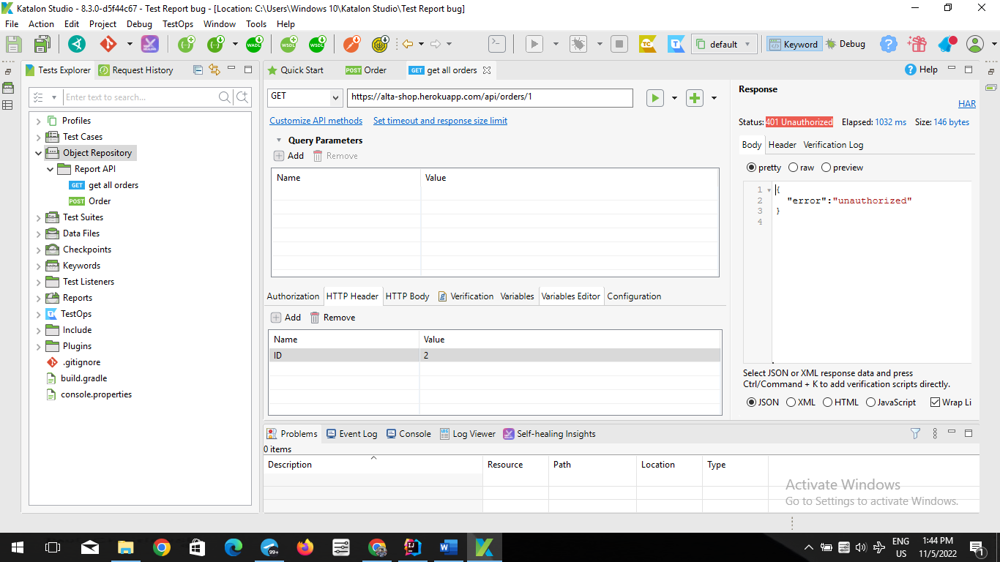 Katalon Studio - 8.3.0-d5f44c67 - Test Report bug - [Location: C:\Users\Windows 10\Katalon Studio\Test Report bug]
File Action Edit Project Debug TestOps Window Tools Help
WADL WSDL WSDL TC T default Keyword Debug
Tests Explorer Request History
Enter text to search...
Profiles
Test Cases
Object Repository
Report API
GET get all orders
POST Order
Test Suites
Data Files
Checkpoints
Keywords
Test Listeners
Reports
TestOps
Include
Plugins
.gitignore
build.gradle
console.properties
Quick Start POST Order GET get all orders Help
GET https://alta-shop.herokuapp.com/api/orders/1
Customize API methods Set timeout and response size limit
Query Parameters
Add Remove
Name Value
Authorization HTTP Header HTTP Body Verification Variables Variables Editor Configuration
Add Remove
Name Value
ID 2
Response
HAR
Status: 401 Unauthorized Elapsed: 1032 ms Size: 146 bytes
Body Header Verification Log
pretty raw preview
1 {
2 "error":"unauthorized"
3 }
4
Select JSON or XML response data and press
Ctrl/Command + K to add verification scripts directly.
JSON XML HTML JavaScript Wrap Li
Problems Event Log Console Log Viewer Self-healing Insights
0 items
Description Resource Path Location Type
Activate Windows
Go to Settings to activate Windows.
99+ ENG 1:44 PM
US 11/5/2022 1